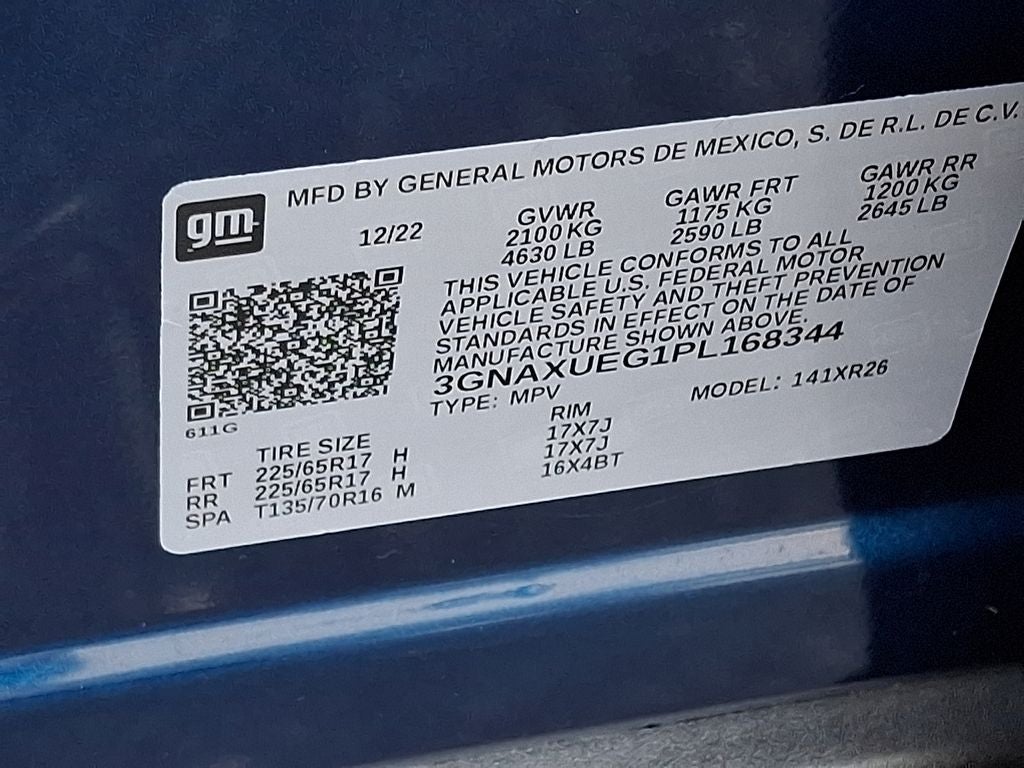 MFD BY GENERAL MOTORS DE MEXICO, S. DE R.L. DE C.V.
gm
12/22
GVWR
2100 KG
4630 LB
GAWR FRT
1175 KG
2590 LB
GAWR RR
1200 KG
2645 LB
THIS VEHICLE CONFORMS TO ALL
APPLICABLE U.S. FEDERAL MOTOR
VEHICLE SAFETY AND THEFT PREVENTION
STANDARDS IN EFFECT ON THE DATE OF
MANUFACTURE SHOWN ABOVE.
3GNAXUEG1PL168344
TYPE: MPV MODEL: 141XR26
611G
TIRE SIZE RIM
FRT 225/65R17 H 17X7J
RR 225/65R17 H 17X7J
SPA T135/70R16 M 16X4BT